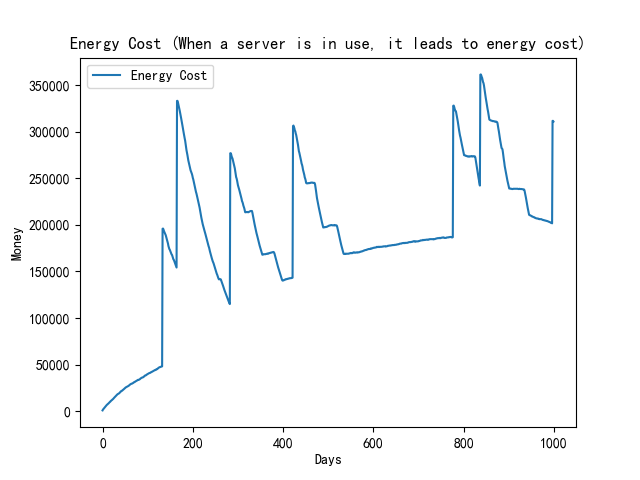 Energy Cost (When a server is in use, it leads to energy cost)
Energy Cost
350000
300000
250000
200000
150000
100000
50000
0
Money
0 200 400 600 800 1000
Days